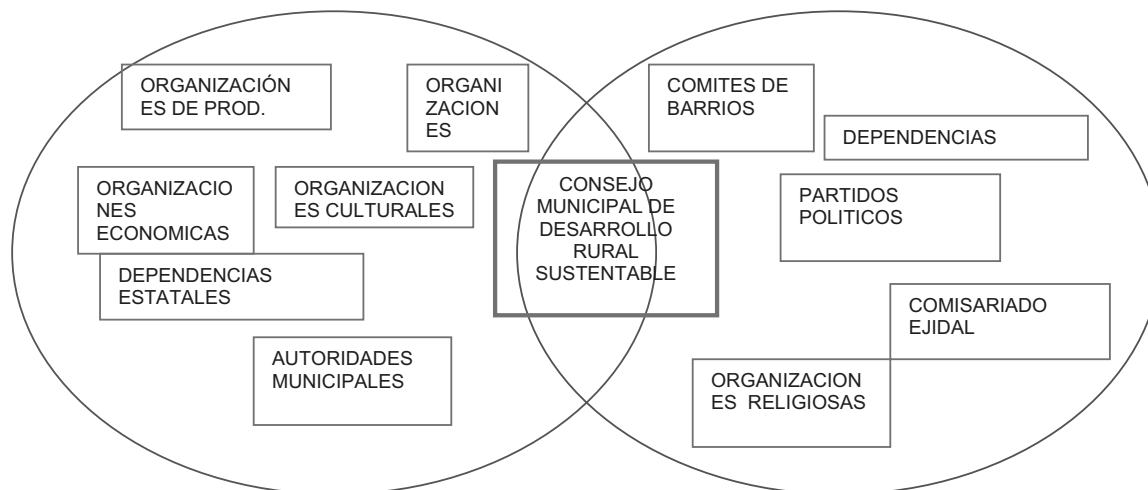 ORGANIZACIÓN
ES DE PROD.
ORGANI
ZACION
ES
COMITES DE
BARRIOS
DEPENDENCIAS
ORGANIZACIO
NES
ECONOMICAS
ORGANIZACION
ES CULTURALES
CONSEJO
MUNICIPAL DE
DESARROLLO
RURAL
SUSTENTABLE
PARTIDOS
POLITICOS
DEPENDENCIAS
ESTATALES
COMISARIADO
EJIDAL
AUTORIDADES
MUNICIPALES
ORGANIZACION
ES RELIGIOSAS